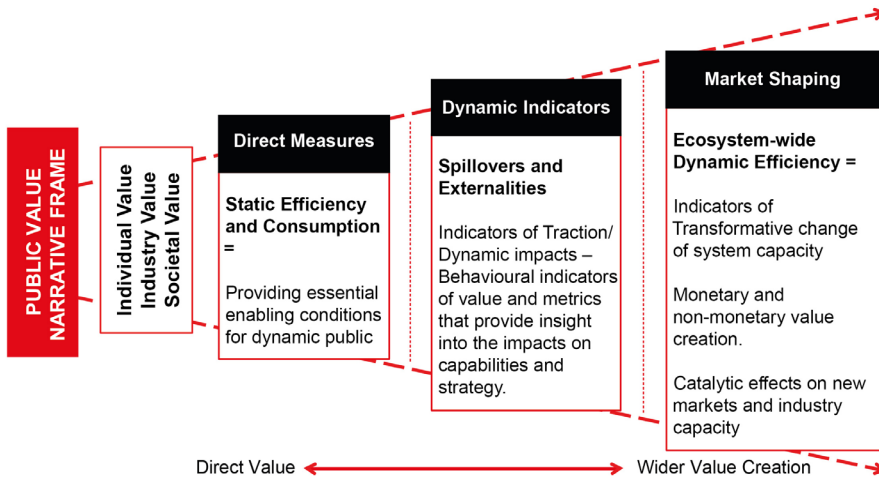 PUBLIC VALUE
NARRATIVE FRAME
Individual Value
Industry Value
Societal Value
Direct Measures
Static Efficiency
and Consumption
=
Providing essential
enabling conditions
for dynamic public
Dynamic Indicators
Spillovers and
Externalities
Indicators of Traction/
Dynamic impacts –
Behavioural indicators
of value and metrics
that provide insight
into the impacts on
capabilities and
strategy.
Market Shaping
Ecosystem-wide
Dynamic Efficiency =
Indicators of
Transformative change
of system capacity
Monetary and
non-monetary value
creation.
Catalytic effects on new
markets and industry
capacity
Direct Value
Wider Value Creation